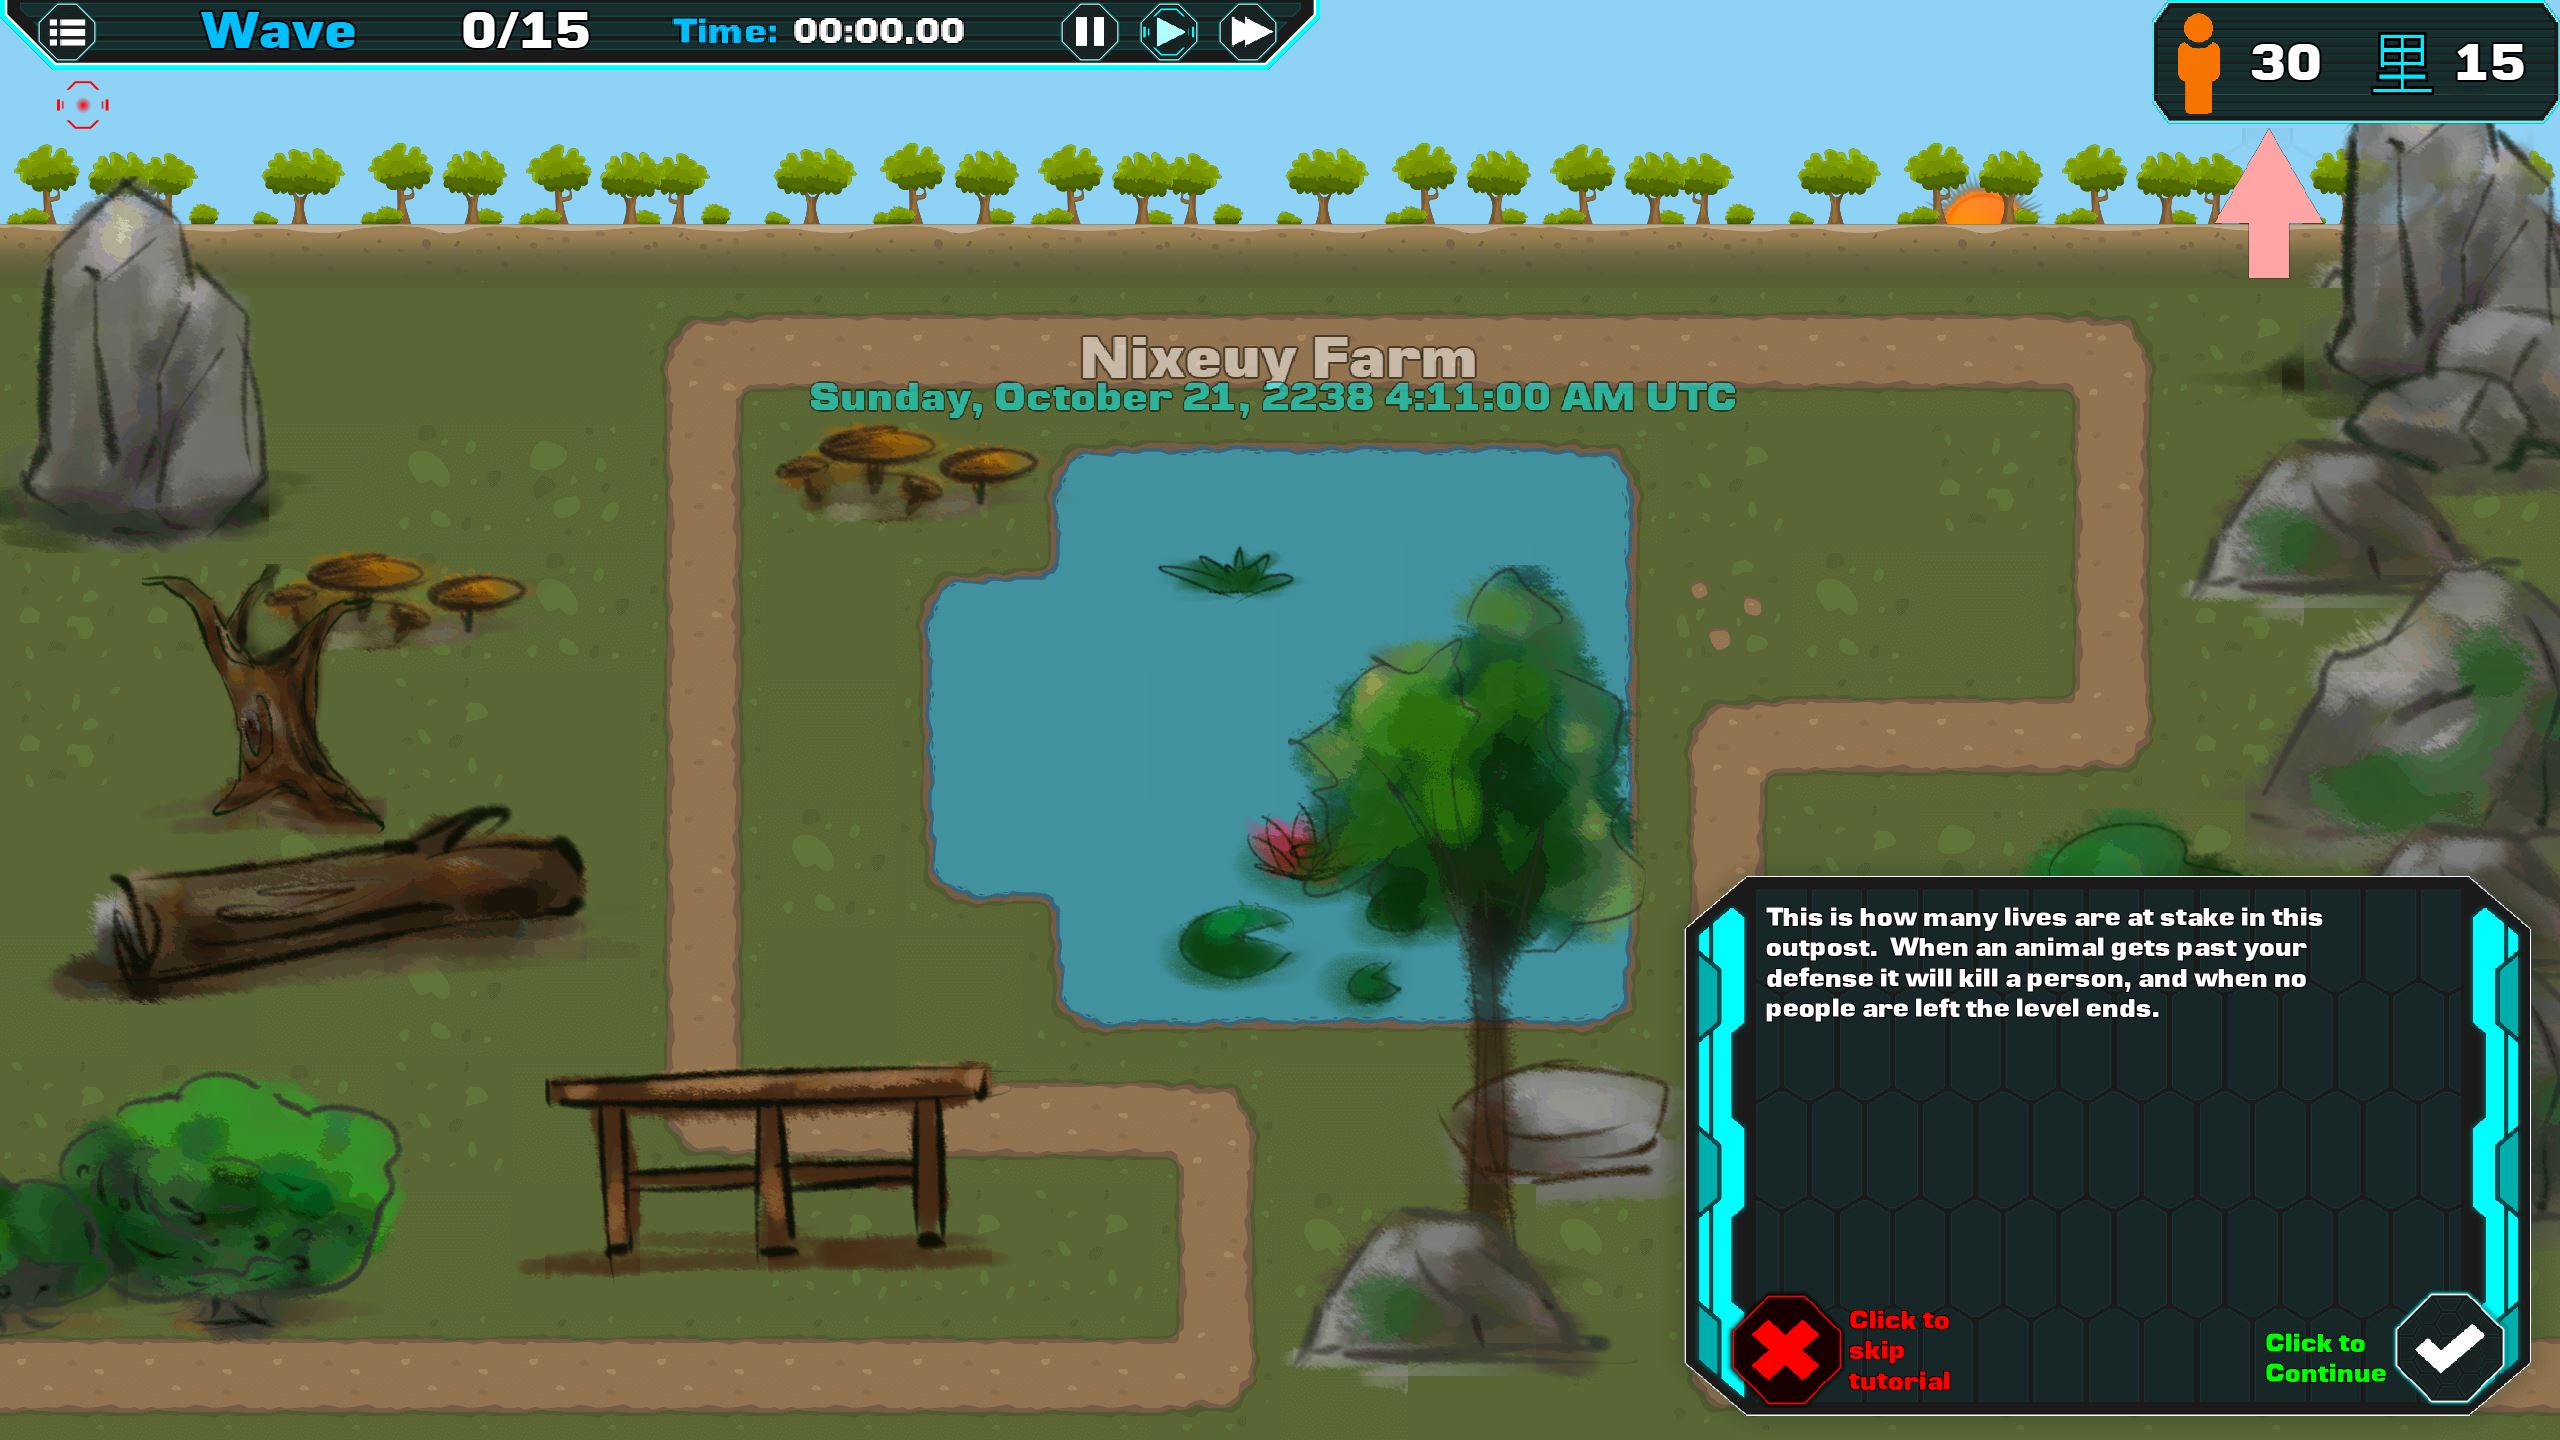 Wave 0/15 Time: 00:00.00
30 里 15
Nixeuy Farm
Sunday, October 21, 2238 4:11:00 AM UTC
This is how many lives are at stake in this
outpost. When an animal gets past your
defense it will kill a person, and when no
people are left the level ends.
Click to
skip
tutorial
Click to
Continue